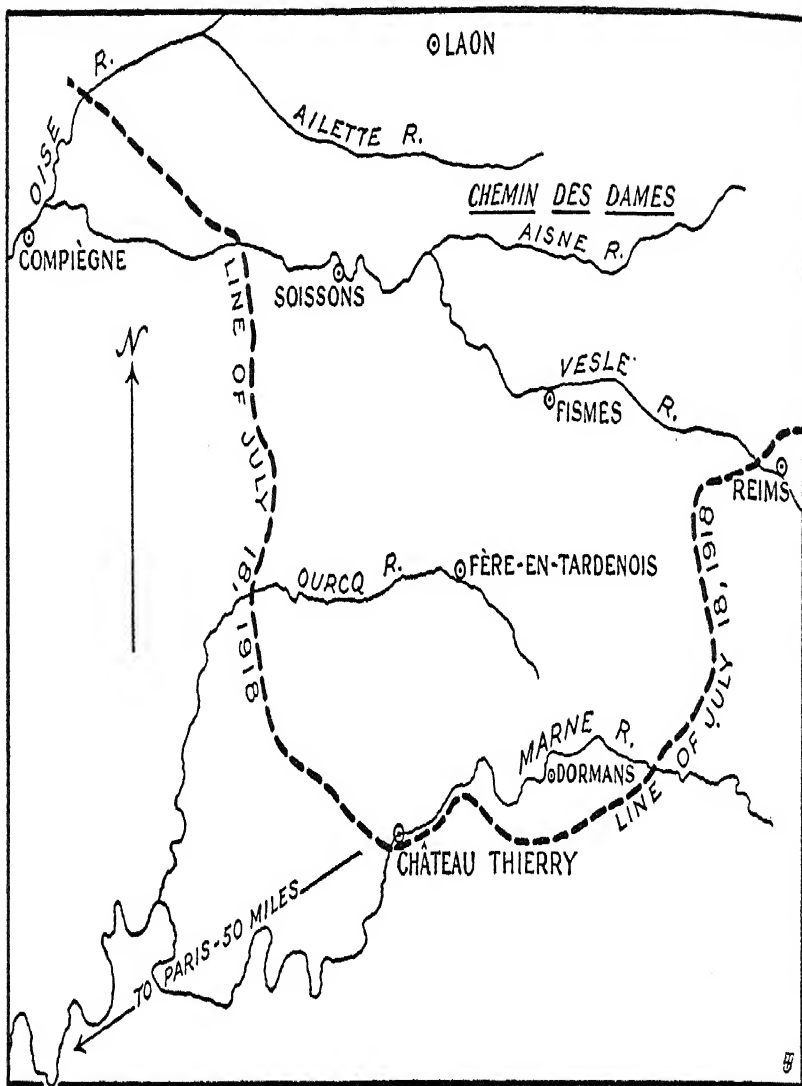 LAON
OISE R.
AILETTE R.
CHEMIN DES DAMES
AISNE R.
COMPIÈGNE
SOISSONS
LINE OF JULY 18, 1918
N
VESLE R.
FISMES
REIMS
OURCQ R.
FÈRE-EN-TARDENOIS
LINE OF JULY 18, 1918
MARNE R.
DORMANS
CHÂTEAU THIERRY
TO PARIS-50 MILES